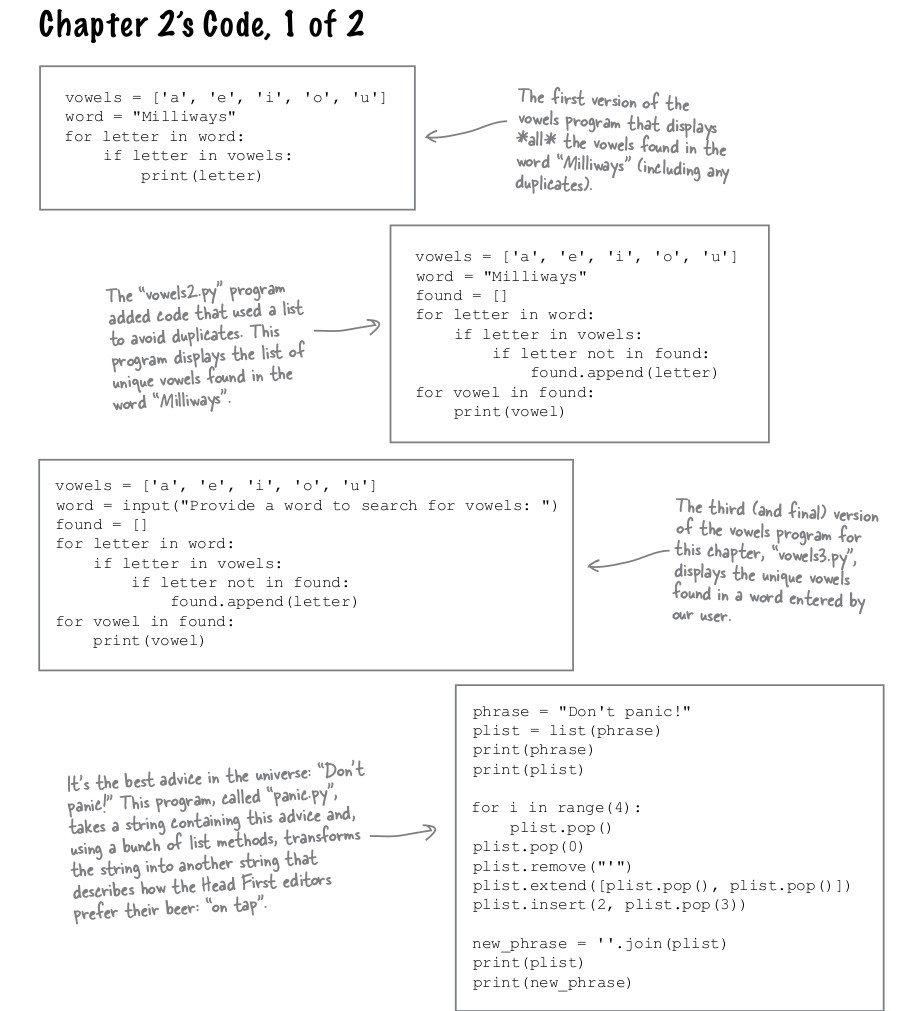 Chapter 2's Code, 1 of 2
vowels = ['a', 'e', 'i', 'o', 'u']
word = "Milliways"
for letter in word:
    if letter in vowels:
        print(letter)
The first version of the
vowels program that displays
*all* the vowels found in the
word "Milliways" (including any
duplicates).
The "vowels2.py" program
added code that used a list
to avoid duplicates. This
program displays the list of
unique vowels found in the
word "Milliways".
vowels = ['a', 'e', 'i', 'o', 'u']
word = "Milliways"
found = []
for letter in word:
    if letter in vowels:
        if letter not in found:
            found.append(letter)
for vowel in found:
    print(vowel)
vowels = ['a', 'e', 'i', 'o', 'u']
word = input("Provide a word to search for vowels: ")
found = []
for letter in word:
    if letter in vowels:
        if letter not in found:
            found.append(letter)
for vowel in found:
    print(vowel)
The third (and final) version
of the vowels program for
this chapter, "vowels3.py",
displays the unique vowels
found in a word entered by
our user.
It's the best advice in the universe: "Don't
panic!" This program, called "panic.py",
takes a string containing this advice and,
using a bunch of list methods, transforms
the string into another string that
describes how the Head First editors
prefer their beer: "on tap".
phrase = "Don't panic!"
plist = list(phrase)
print(phrase)
print(plist)
for i in range(4):
    plist.pop()
plist.pop(0)
plist.remove("'")
plist.extend([plist.pop(), plist.pop()])
plist.insert(2, plist.pop(3))
new_phrase = ''.join(plist)
print(plist)
print(new_phrase)